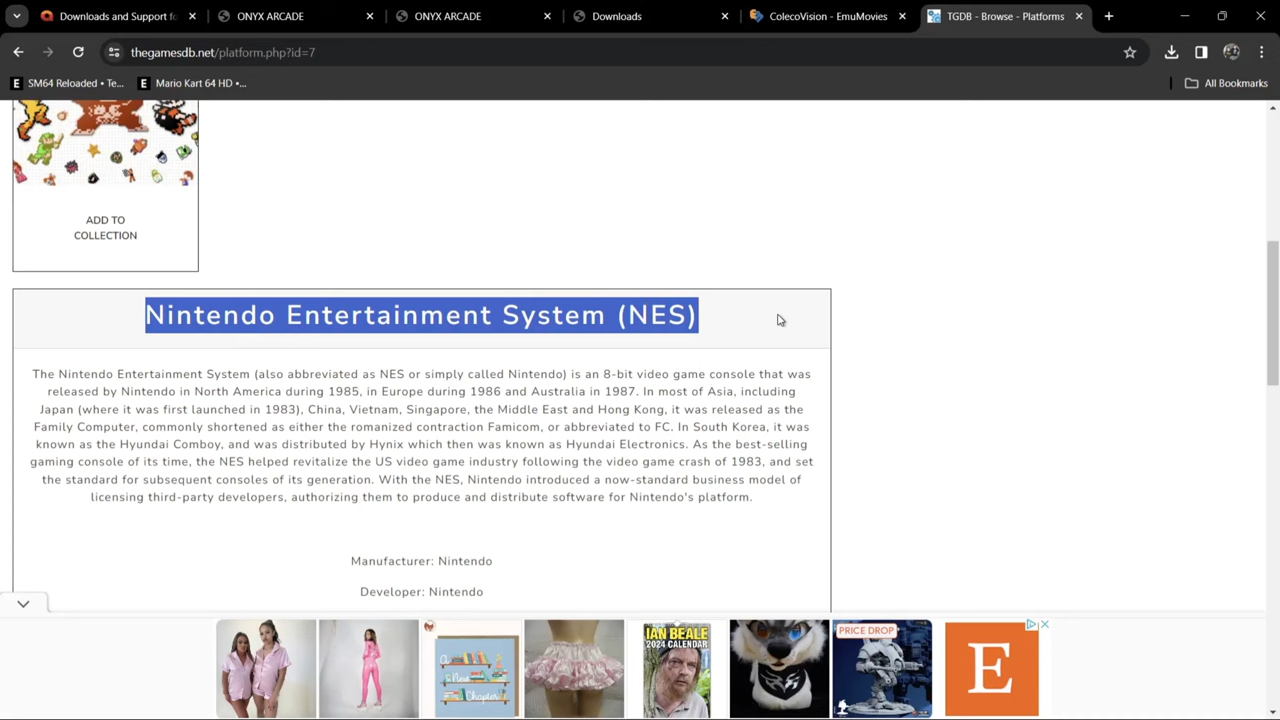 Downloads and Support fo
ONYX ARCADE
ONYX ARCADE
Downloads
ColecoVision - EmuMovies
TGDB - Browse - Platforms
thegamesdb.net/platform.php?id=7
SM64 Reloaded • Te...
Mario Kart 64 HD •...
All Bookmarks
ADD TO
COLLECTION
Nintendo Entertainment System (NES)
The Nintendo Entertainment System (also abbreviated as NES or simply called Nintendo) is an 8-bit video game console that was
released by Nintendo in North America during 1985, in Europe during 1986 and Australia in 1987. In most of Asia, including
Japan (where it was first launched in 1983), China, Vietnam, Singapore, the Middle East and Hong Kong, it was released as the
Family Computer, commonly shortened as either the romanized contraction Famicom, or abbreviated to FC. In South Korea, it was
known as the Hyundai Comboy, and was distributed by Hynix which then was known as Hyundai Electronics. As the best-selling
gaming console of its time, the NES helped revitalize the US video game industry following the video game crash of 1983, and set
the standard for subsequent consoles of its generation. With the NES, Nintendo introduced a now-standard business model of
licensing third-party developers, authorizing them to produce and distribute software for Nintendo's platform.
Manufacturer: Nintendo
Developer: Nintendo
A
New
Chapter
IAN BEALE
2024 CALENDAR
PRICE DROP
E